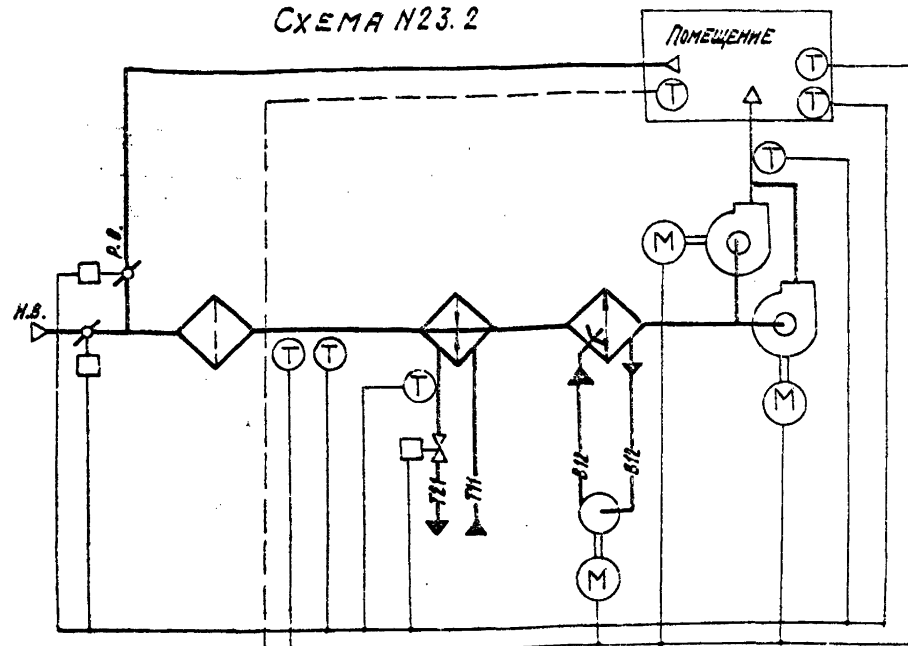 Схема N23.2
Помещение
Т
Т
Т
Т
М
Р.В.
Н.В.
М
Т
Т
Т
Т21
Т11
В12
В12
М